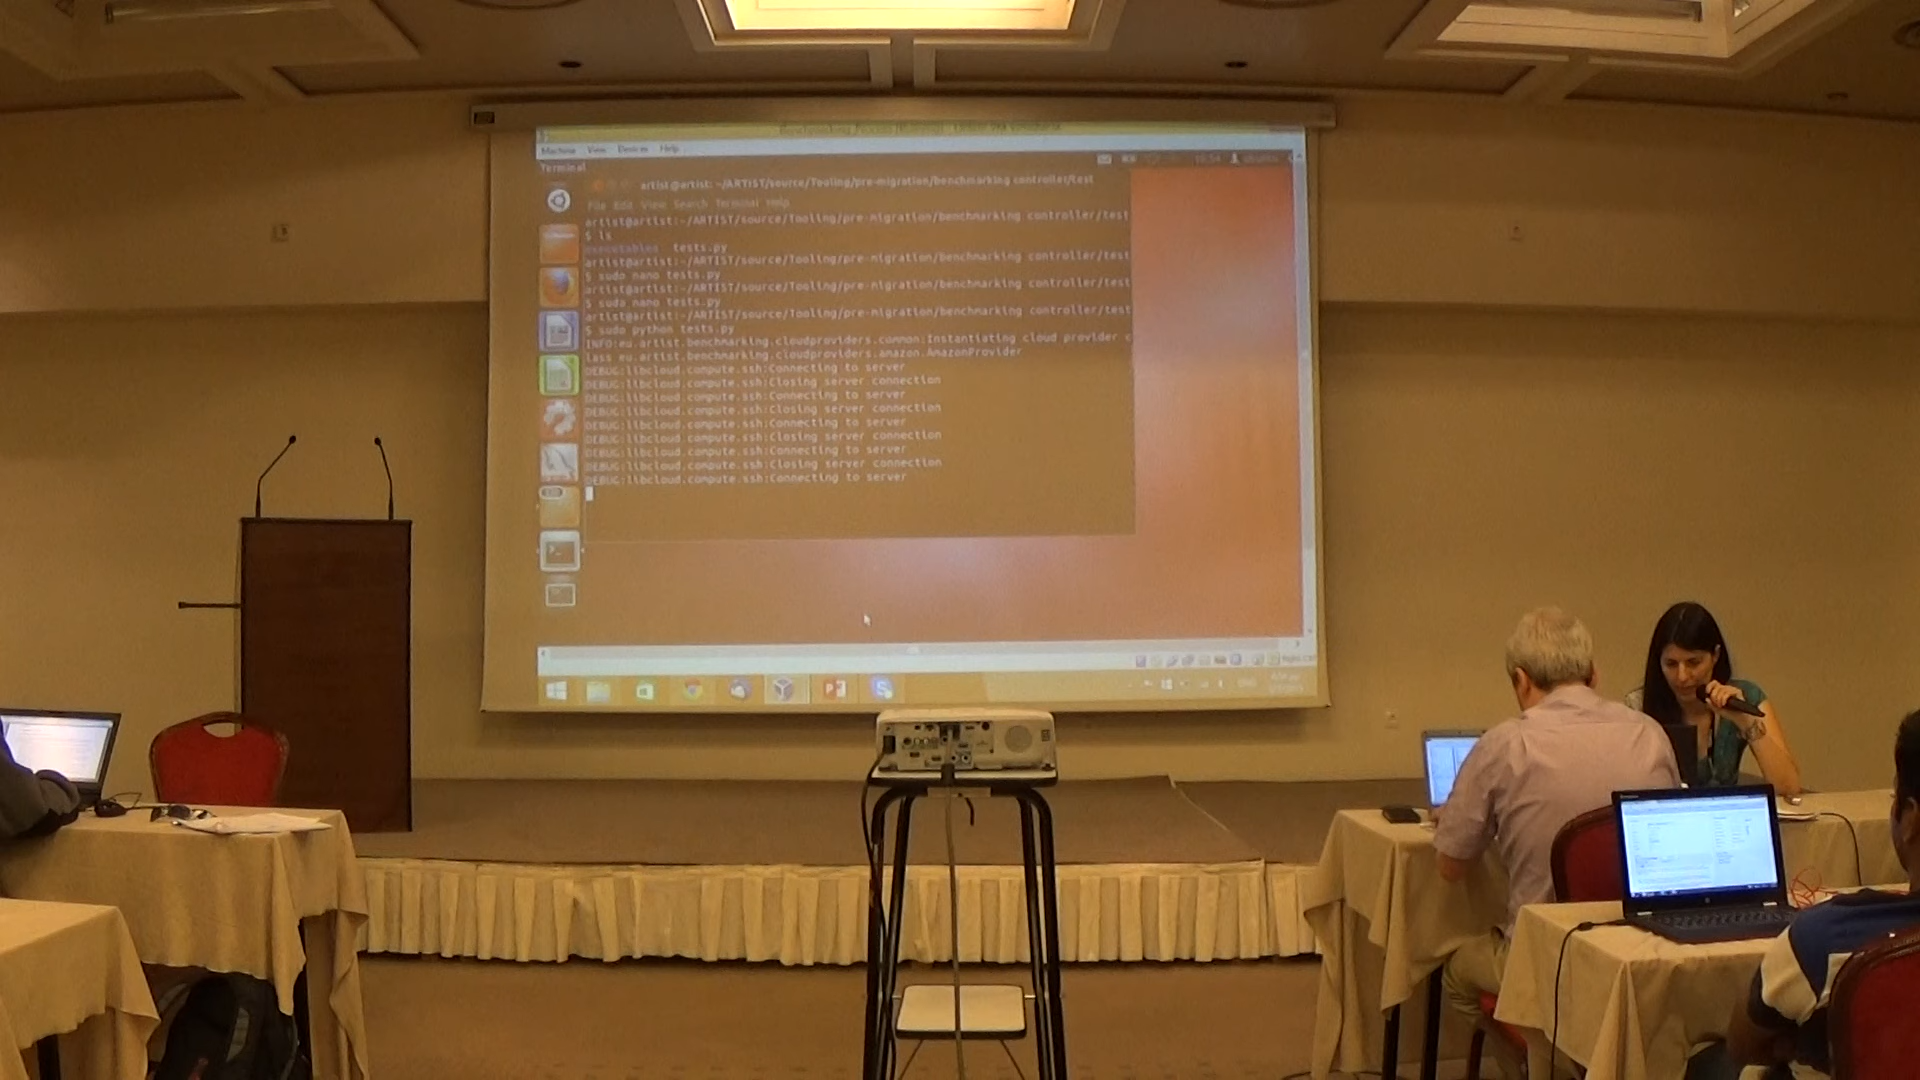 Machine View Devices Help
Terminal
artist@artist: ~/ARTIST/source/Tooling/pre-migration/benchmarking controller/test
File Edit View Search Terminal Help
artist@artist:~/ARTIST/source/Tooling/pre-migration/benchmarking controller/test
$ ls
executables tests.py
artist@artist:~/ARTIST/source/Tooling/pre-migration/benchmarking controller/test
$ sudo nano tests.py
artist@artist:~/ARTIST/source/Tooling/pre-migration/benchmarking controller/test
$ sudo nano tests.py
artist@artist:~/ARTIST/source/Tooling/pre-migration/benchmarking controller/test
$ sudo python tests.py
INFO:eu.artist.benchmarking.cloudproviders.common:Instantiating cloud provider c
lass eu.artist.benchmarking.cloudproviders.amazon.AmazonProvider
DEBUG:libcloud.compute.ssh:Connecting to server
DEBUG:libcloud.compute.ssh:Closing server connection
DEBUG:libcloud.compute.ssh:Connecting to server
DEBUG:libcloud.compute.ssh:Closing server connection
DEBUG:libcloud.compute.ssh:Connecting to server
DEBUG:libcloud.compute.ssh:Closing server connection
DEBUG:libcloud.compute.ssh:Connecting to server
DEBUG:libcloud.compute.ssh:Closing server connection
DEBUG:libcloud.compute.ssh:Connecting to server